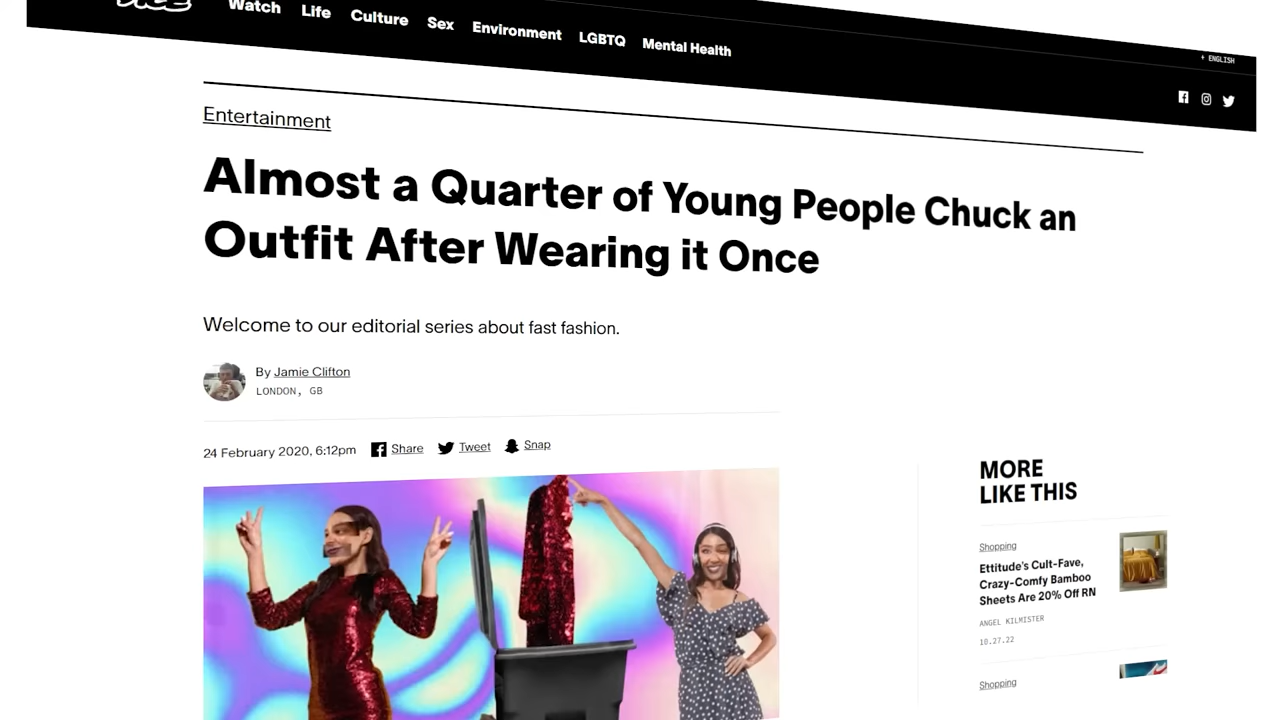 VICE
Watch Life Culture Sex Environment LGBTQ Mental Health
+ ENGLISH
Entertainment
Almost a Quarter of Young People Chuck an
Outfit After Wearing it Once
Welcome to our editorial series about fast fashion.
By Jamie Clifton
LONDON, GB
24 February 2020, 6:12pm Share Tweet Snap
MORE
LIKE THIS
Shopping
Ettitude's Cult-Fave,
Crazy-Comfy Bamboo
Sheets Are 20% Off RN
ANGEL KILMISTER
10.27.22
Shopping